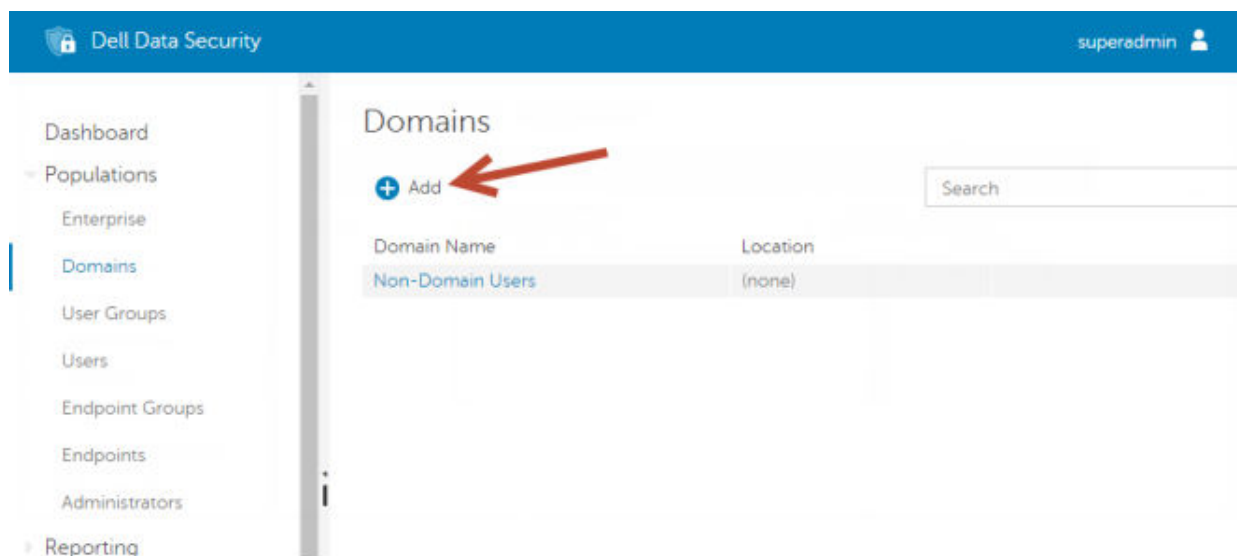 Dell Data Security
superadmin
Dashboard
Populations
Enterprise
Domains
User Groups
Users
Endpoint Groups
Endpoints
Administrators
Reporting
Domains
Add
Search
Domain Name Location
Non-Domain Users (none)